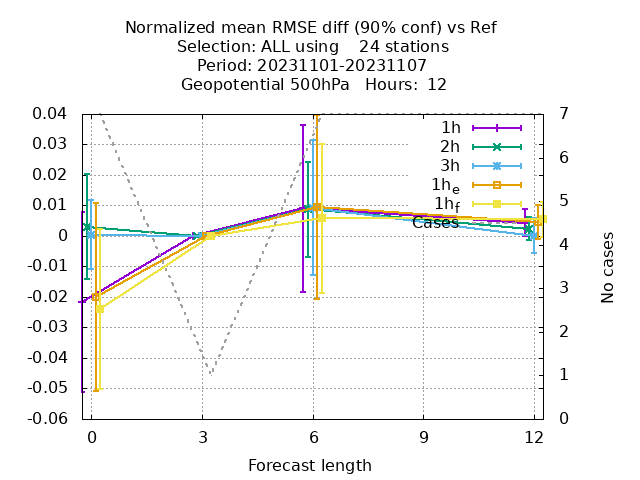 Normalized mean RMSE diff (90% conf) vs Ref
Selection: ALL using    24 stations
Period: 20231101-20231107
Geopotential 500hPa   Hours:  12
0.04
0.03
0.02
0.01
0
-0.01
-0.02
-0.03
-0.04
-0.05
-0.06
7
6
5
4
3
2
1
0
1h
2h
3h
1h_e
1h_f
Cases
No cases
0
3
6
9
12
Forecast length